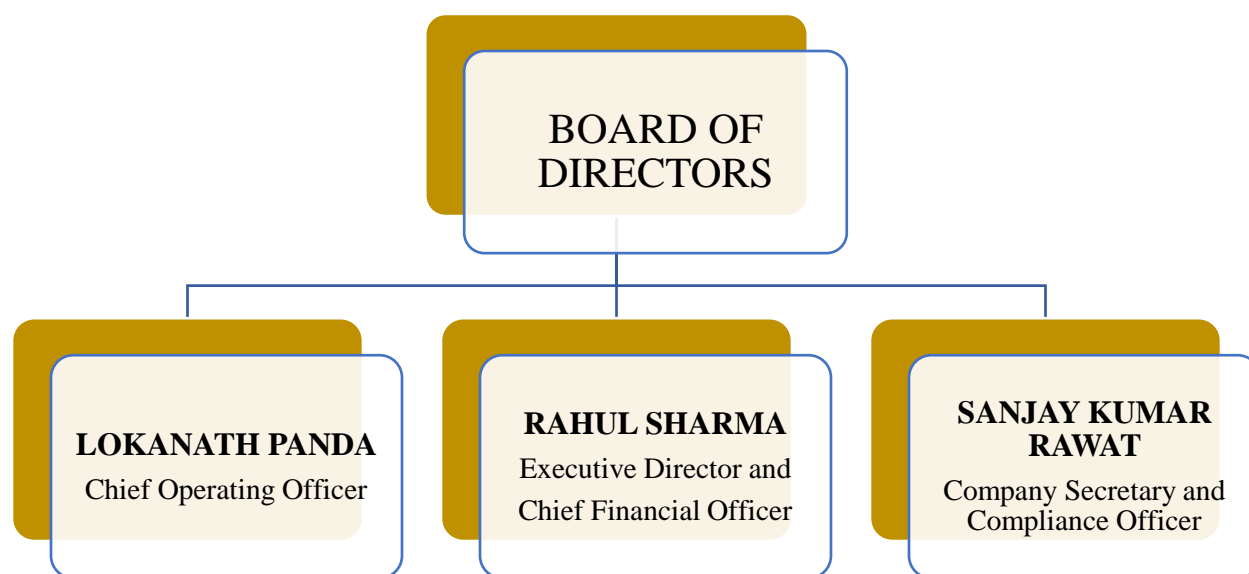 BOARD OF
DIRECTORS
LOKANATH PANDA
Chief Operating Officer
RAHUL SHARMA
Executive Director and
Chief Financial Officer
SANJAY KUMAR
RAWAT
Company Secretary and
Compliance Officer